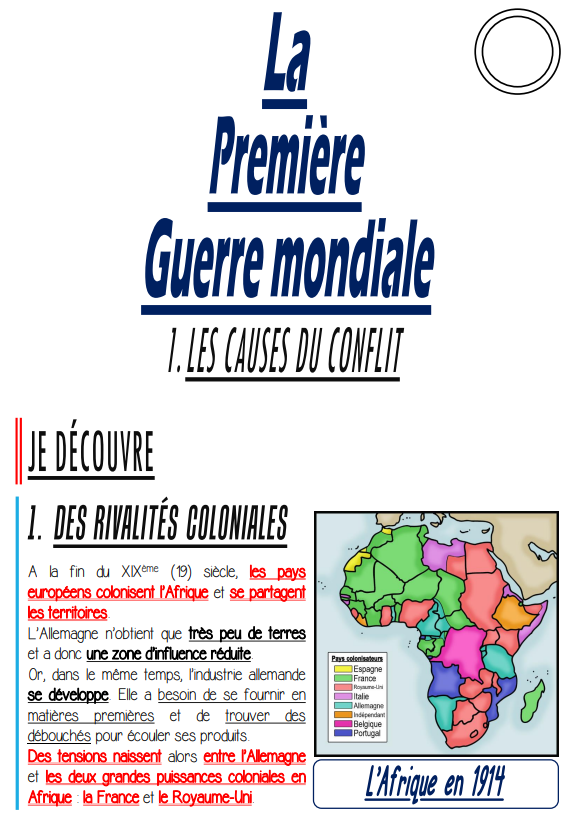 La
Première
Guerre mondiale
1. LES CAUSES DU CONFLIT
JE DÉCOUVRE
1. DES RIVALITÉS COLONIALES
A la fin du XIXème (19) siècle, les pays
européens colonisent l'Afrique et se partagent
les territoires.
L'Allemagne n'obtient que très peu de terres
et a donc une zone d'influence réduite.
Or, dans le même temps, l'industrie allemande
se développe. Elle a besoin de se fournir en
matières premières et de trouver des
débouchés pour écouler ses produits.
Des tensions naissent alors entre l'Allemagne
et les deux grandes puissances coloniales en
Afrique : la France et le Royaume-Uni.
Pays colonisateurs
Espagne
France
Royaume-Uni
Italie
Allemagne
Indépendant
Belgique
Portugal
L'Afrique en 1914